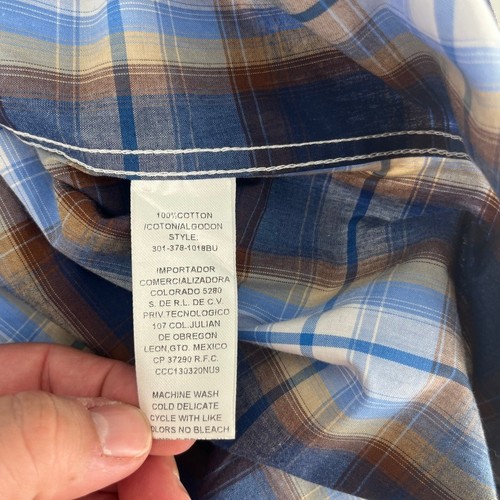 100%COTTON
/COTON/ALGODON
STYLE:
301-378-1018BU
IMPORTADOR
COMERCIALIZADORA
COLORADO 5280
S. DE R.L. DE C.V.
PRIV.TECNOLOGICO
107 COL.JULIAN
DE OBREGON
LEON,GTO. MEXICO
CP 37290 R.F.C.
CCC130320NU9
MACHINE WASH
COLD DELICATE
CYCLE WITH LIKE
OLORS NO BLEACH